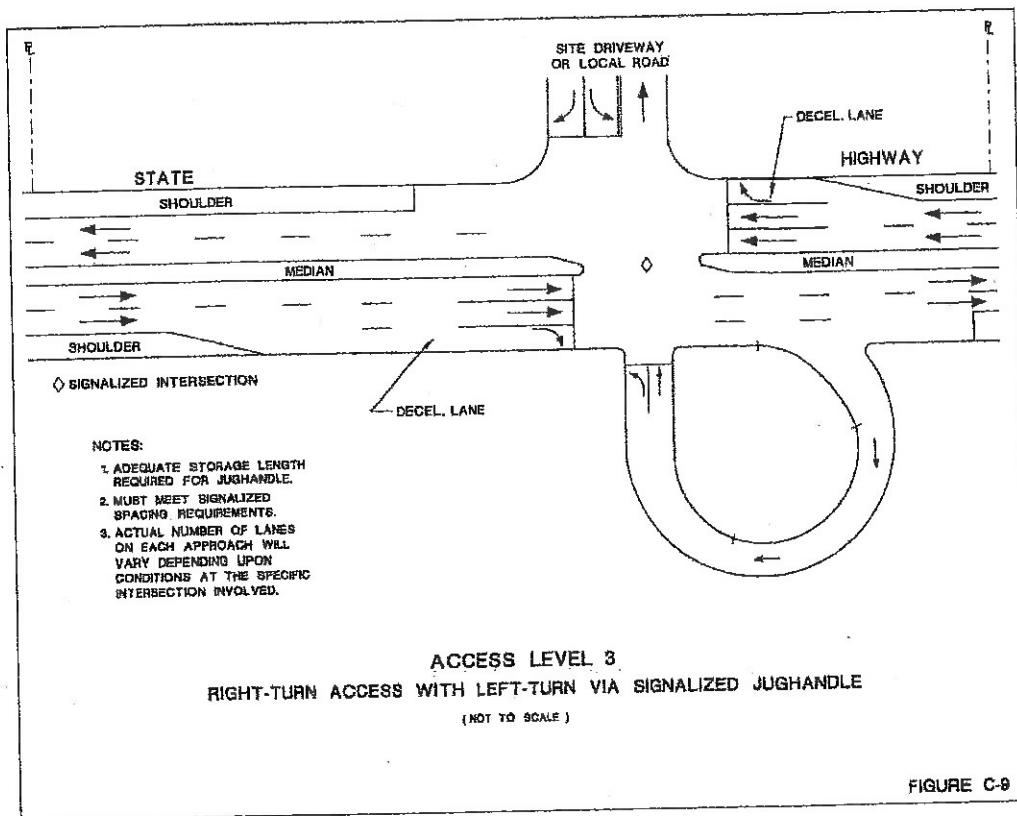 PL
PL
SITE DRIVEWAY
OR LOCAL ROAD
DECEL. LANE
STATE
HIGHWAY
SHOULDER
SHOULDER
MEDIAN
MEDIAN
SHOULDER
◊ SIGNALIZED INTERSECTION
DECEL. LANE
NOTES:
1. ADEQUATE STORAGE LENGTH
REQUIRED FOR JUGHANDLE.
2. MUST MEET SIGNALIZED
SPACING REQUIREMENTS.
3. ACTUAL NUMBER OF LANES
ON EACH APPROACH WILL
VARY DEPENDING UPON
CONDITIONS AT THE SPECIFIC
INTERSECTION INVOLVED.
ACCESS LEVEL 3
RIGHT-TURN ACCESS WITH LEFT-TURN VIA SIGNALIZED JUGHANDLE
( NOT TO SCALE )
FIGURE C-9